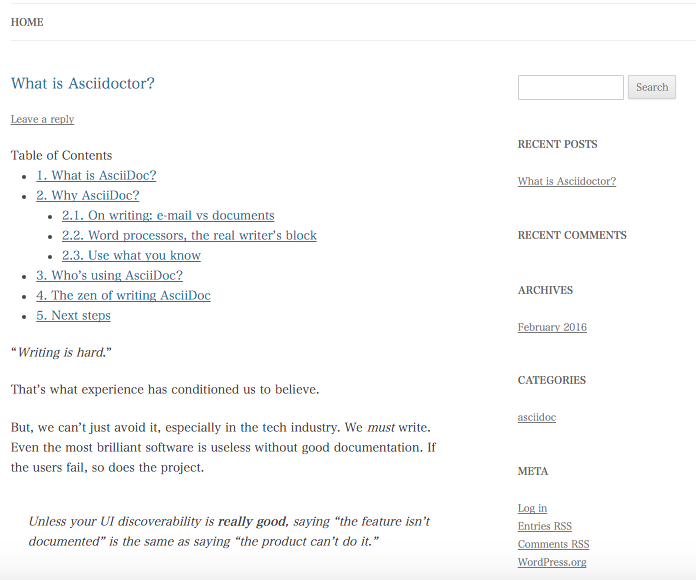 HOME
What is Asciidoctor?
Leave a reply
Table of Contents
1. What is AsciiDoc?
2. Why AsciiDoc?
2.1. On writing: e-mail vs documents
2.2. Word processors, the real writer’s block
2.3. Use what you know
3. Who’s using AsciiDoc?
4. The zen of writing AsciiDoc
5. Next steps
“Writing is hard.”
That’s what experience has conditioned us to believe.
But, we can’t just avoid it, especially in the tech industry. We must write.
Even the most brilliant software is useless without good documentation. If
the users fail, so does the project.
Unless your UI discoverability is really good, saying “the feature isn’t
documented” is the same as saying “the product can’t do it.”
Search
RECENT POSTS
What is Asciidoctor?
RECENT COMMENTS
ARCHIVES
February 2016
CATEGORIES
asciidoc
META
Log in
Entries RSS
Comments RSS
WordPress.org